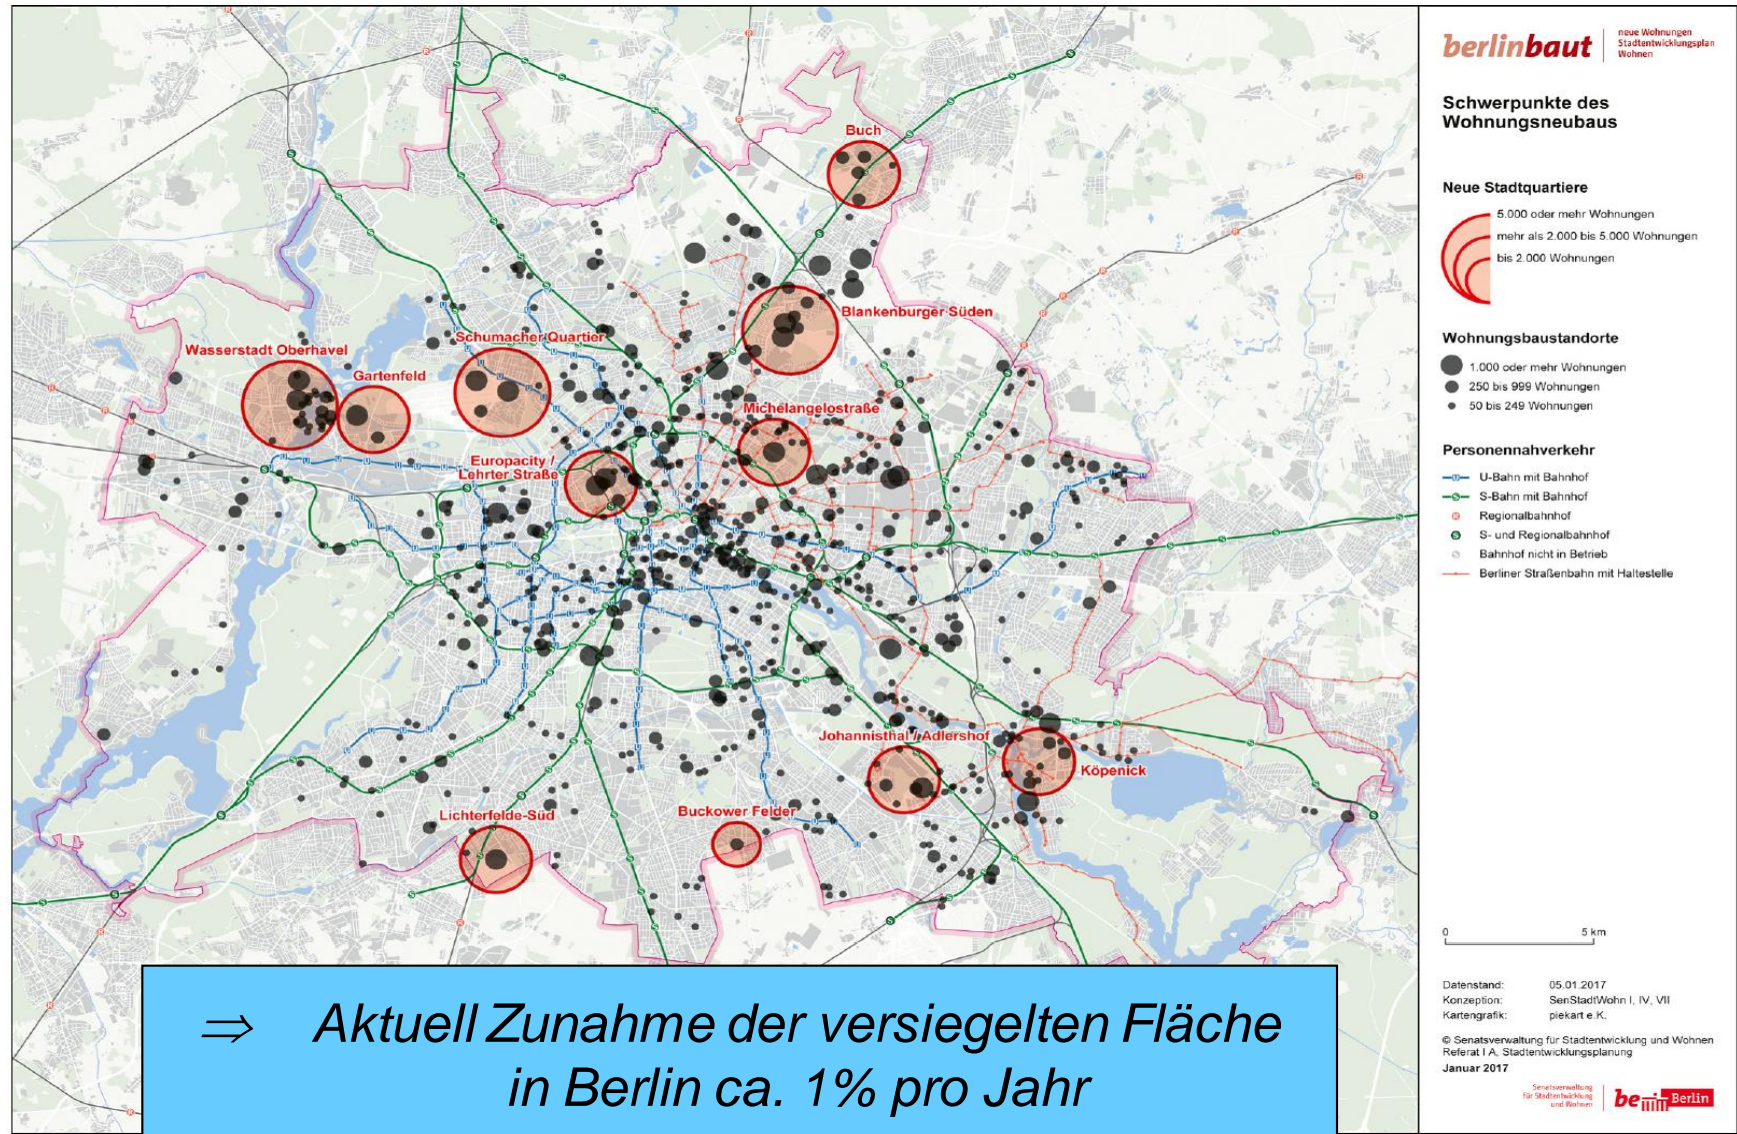 Buch
Blankenburger Süden
Schumacher Quartier
Wasserstadt Oberhavel
Gartenfeld
Michelangelostraße
Europacity /
Lehrter Straße
Johannisthal / Adlershof
Köpenick
Buckower Felder
Lichterfelde-Süd
⇒ Aktuell Zunahme der versiegelten Fläche
in Berlin ca. 1% pro Jahr
berlinbaut
neue Wohnungen
Stadtentwicklungsplan
Wohnen
Schwerpunkte des
Wohnungsneubaus
Neue Stadtquartiere
5.000 oder mehr Wohnungen
mehr als 2.000 bis 5.000 Wohnungen
bis 2.000 Wohnungen
Wohnungsbaustandorte
1.000 oder mehr Wohnungen
250 bis 999 Wohnungen
50 bis 249 Wohnungen
Personennahverkehr
U-Bahn mit Bahnhof
S-Bahn mit Bahnhof
Regionalbahnhof
S- und Regionalbahnhof
Bahnhof nicht in Betrieb
Berliner Straßenbahn mit Haltestelle
0 5 km
Datenstand: 05.01.2017
Konzeption: SenStadtWohn I, IV, VII
Kartengrafik: piekart e.K.
© Senatsverwaltung für Stadtentwicklung und Wohnen
Referat I A, Stadtentwicklungsplanung
Januar 2017
Senatsverwaltung
für Stadtentwicklung
und Wohnen
be Berlin